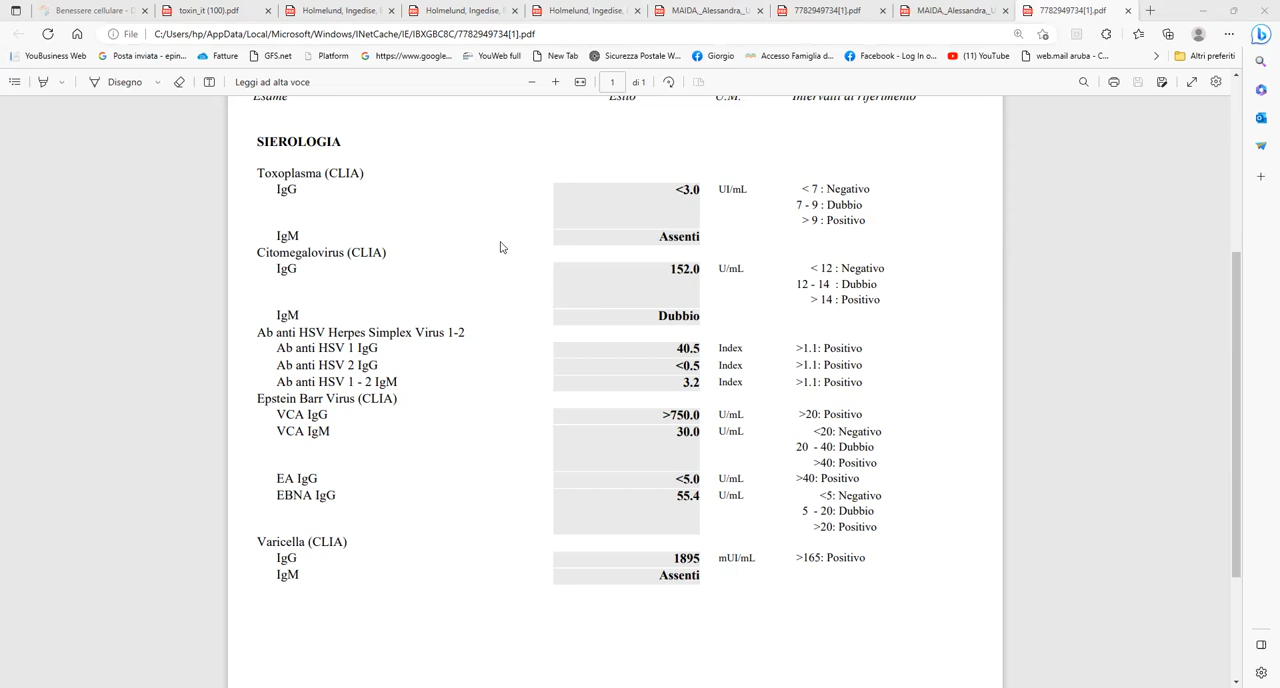 Benessere cellulare - D
toxin_it (100).pdf
Holmelund, Ingedise, I
Holmelund, Ingedise,
Holmelund, Ingedise,
MAIDA_Alessandra_U
7782949734[1].pdf
MAIDA_Alessandra_U
7782949734[1].pdf
File C:/Users/hp/AppData/Local/Microsoft/Windows/INetCache/IE/IBXGBC8C/7782949734[1].pdf
YouBusiness Web
Posta inviata - epin...
Fatture
GFS.net
Platform
https://www.google...
YouWeb full
New Tab
Sicurezza Postale W...
Giorgio
Accesso Famiglia d...
Facebook - Log In o...
(11) YouTube
web.mail aruba - C...
Altri preferiti
Disegno Leggi ad alta voce 1 di 1
Esame Esito U.M. Intervalli di riferimento
SIEROLOGIA
Toxoplasma (CLIA)
IgG <3.0 UI/mL < 7 : Negativo
7 - 9 : Dubbio
> 9 : Positivo
IgM Assenti
Citomegalovirus (CLIA)
IgG 152.0 U/mL < 12 : Negativo
12 - 14 : Dubbio
> 14 : Positivo
IgM Dubbio
Ab anti HSV Herpes Simplex Virus 1-2
Ab anti HSV 1 IgG 40.5 Index >1.1: Positivo
Ab anti HSV 2 IgG <0.5 Index >1.1: Positivo
Ab anti HSV 1 - 2 IgM 3.2 Index >1.1: Positivo
Epstein Barr Virus (CLIA)
VCA IgG >750.0 U/mL >20: Positivo
VCA IgM 30.0 U/mL <20: Negativo
20 - 40: Dubbio
>40: Positivo
EA IgG <5.0 U/mL >40: Positivo
EBNA IgG 55.4 U/mL <5: Negativo
5 - 20: Dubbio
>20: Positivo
Varicella (CLIA)
IgG 1895 mUI/mL >165: Positivo
IgM Assenti